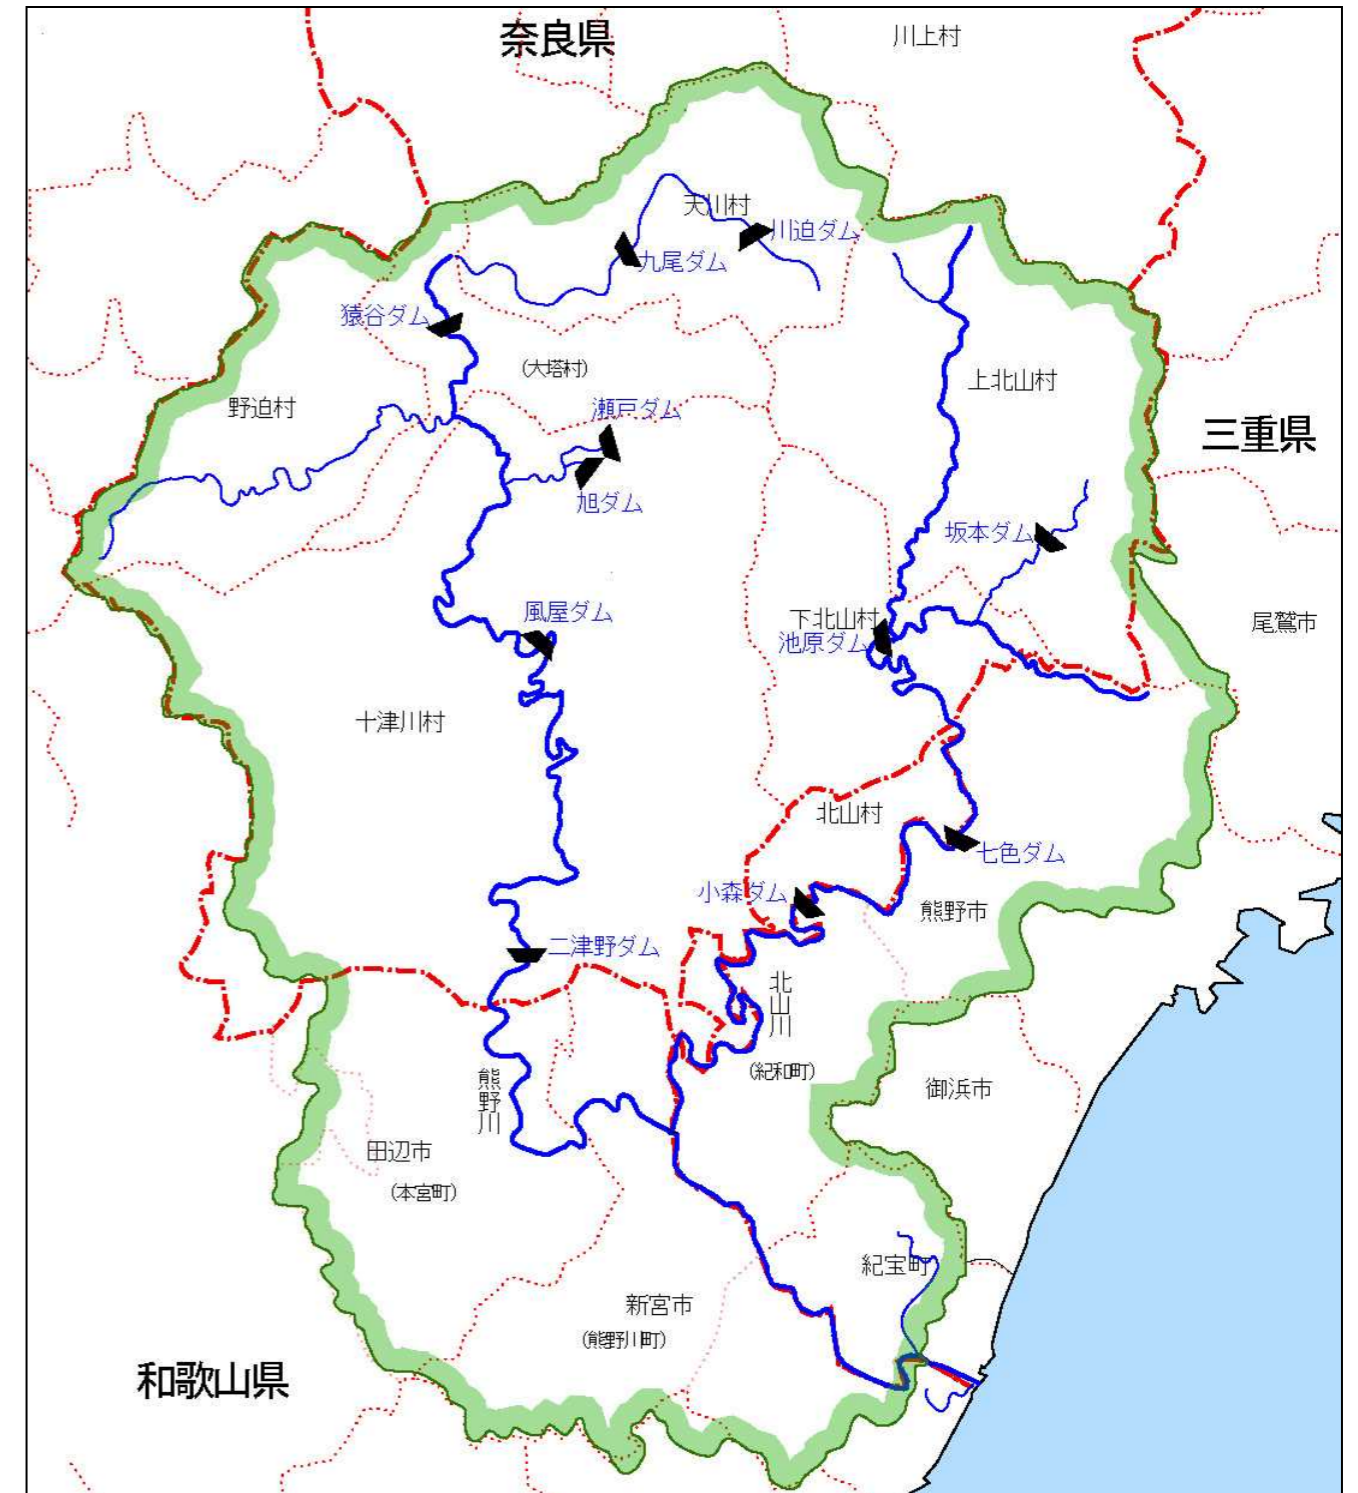 奈良県
川上村
天川村
川迫ダム
九尾ダム
猿谷ダム
(大塔村)
上北山村
野迫村
瀬戸ダム
三重県
旭ダム
坂本ダム
風屋ダム
下北山村
池原ダム
尾鷲市
十津川村
北山村
七色ダム
小森ダム
熊野市
二津野ダム
北山川
(紀和町)
熊野川
御浜市
田辺市
(本宮町)
紀宝町
新宮市
(熊野川町)
和歌山県